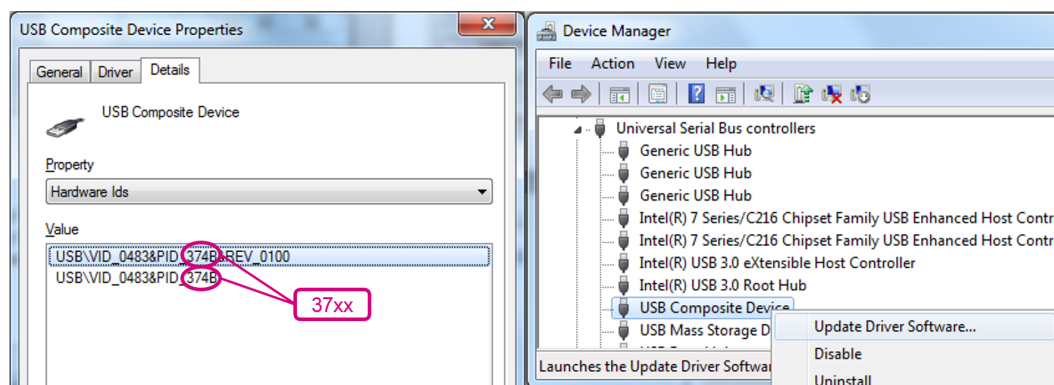 USB Composite Device Properties
General
Driver
Details
USB Composite Device
Property
Hardware Ids
Value
USB\VID_0483&PID_374B&REV_0100
USB\VID_0483&PID_374B
37xx
Device Manager
File Action View Help
Universal Serial Bus controllers
Generic USB Hub
Generic USB Hub
Generic USB Hub
Intel(R) 7 Series/C216 Chipset Family USB Enhanced Host Contr
Intel(R) 7 Series/C216 Chipset Family USB Enhanced Host Contr
Intel(R) USB 3.0 eXtensible Host Controller
Intel(R) USB 3.0 Root Hub
USB Composite Device
USB Mass Storage D
Update Driver Software...
Disable
Uninstall
Launches the Update Driver Softwar